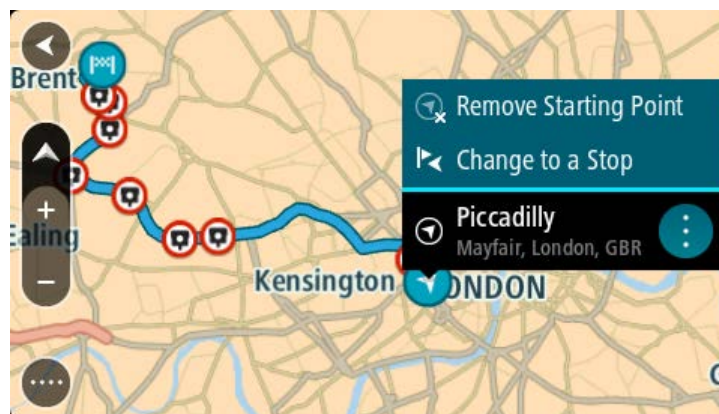 Brent
Remove Starting Point
Change to a Stop
Piccadilly
Mayfair, London, GBR
Ealing
Kensington
ONDON